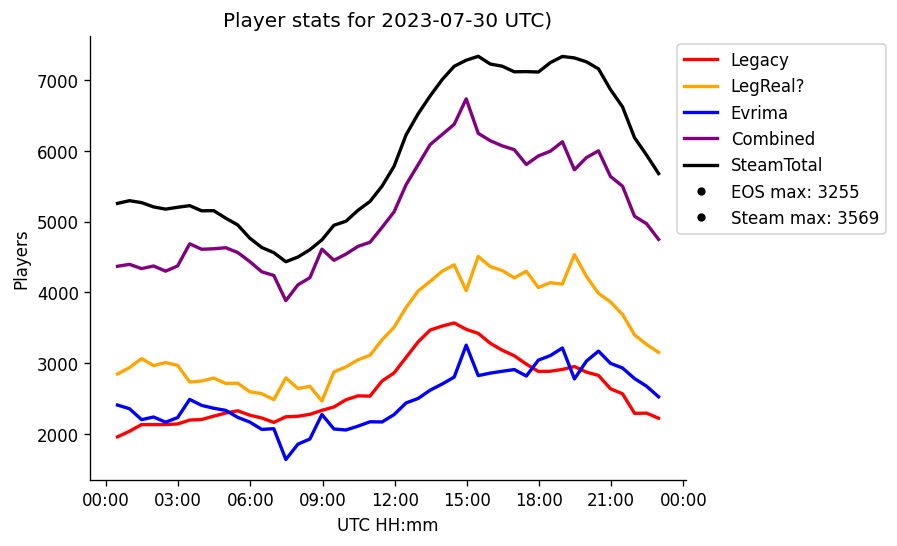 Player stats for 2023-07-30 UTC)
Legacy
LegReal?
Evrima
Combined
SteamTotal
EOS max: 3255
Steam max: 3569
Players
7000
6000
5000
4000
3000
2000
00:00 03:00 06:00 09:00 12:00 15:00 18:00 21:00 00:00
UTC HH:mm